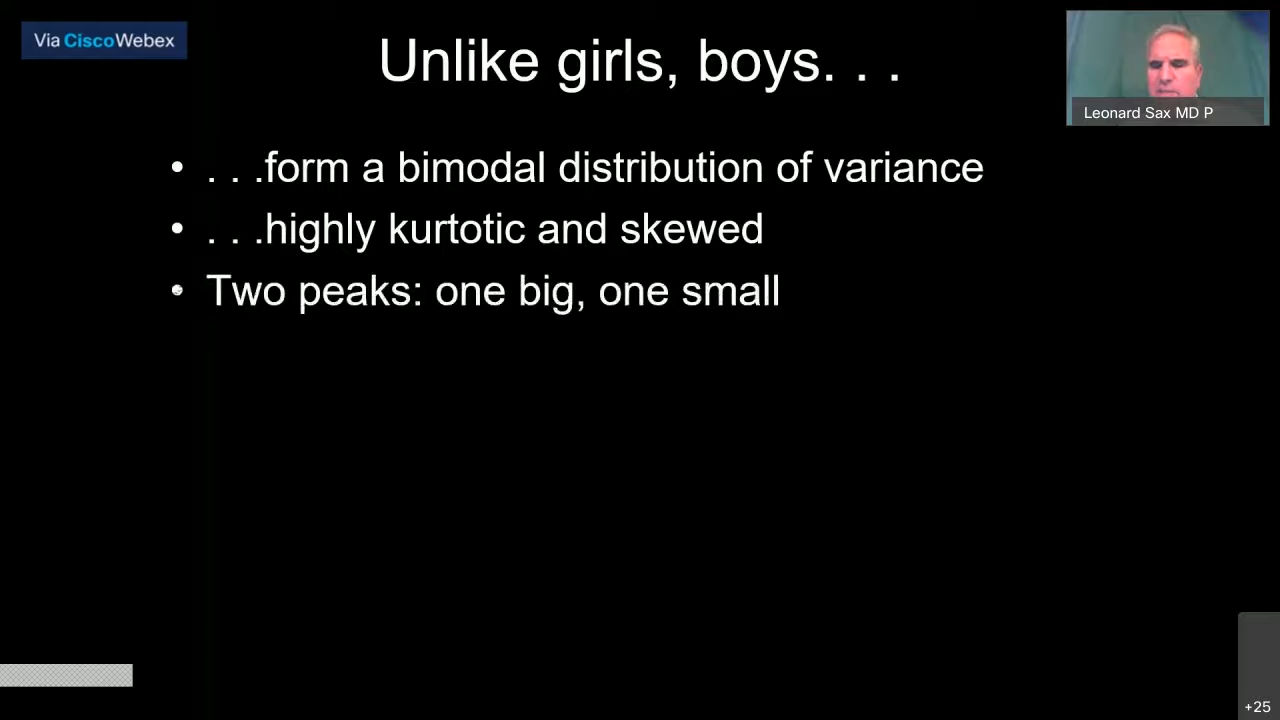 Via CiscoWebex
Unlike girls, boys. . .
Leonard Sax MD P
• . . .form a bimodal distribution of variance
• . . .highly kurtotic and skewed
• Two peaks: one big, one small
+25